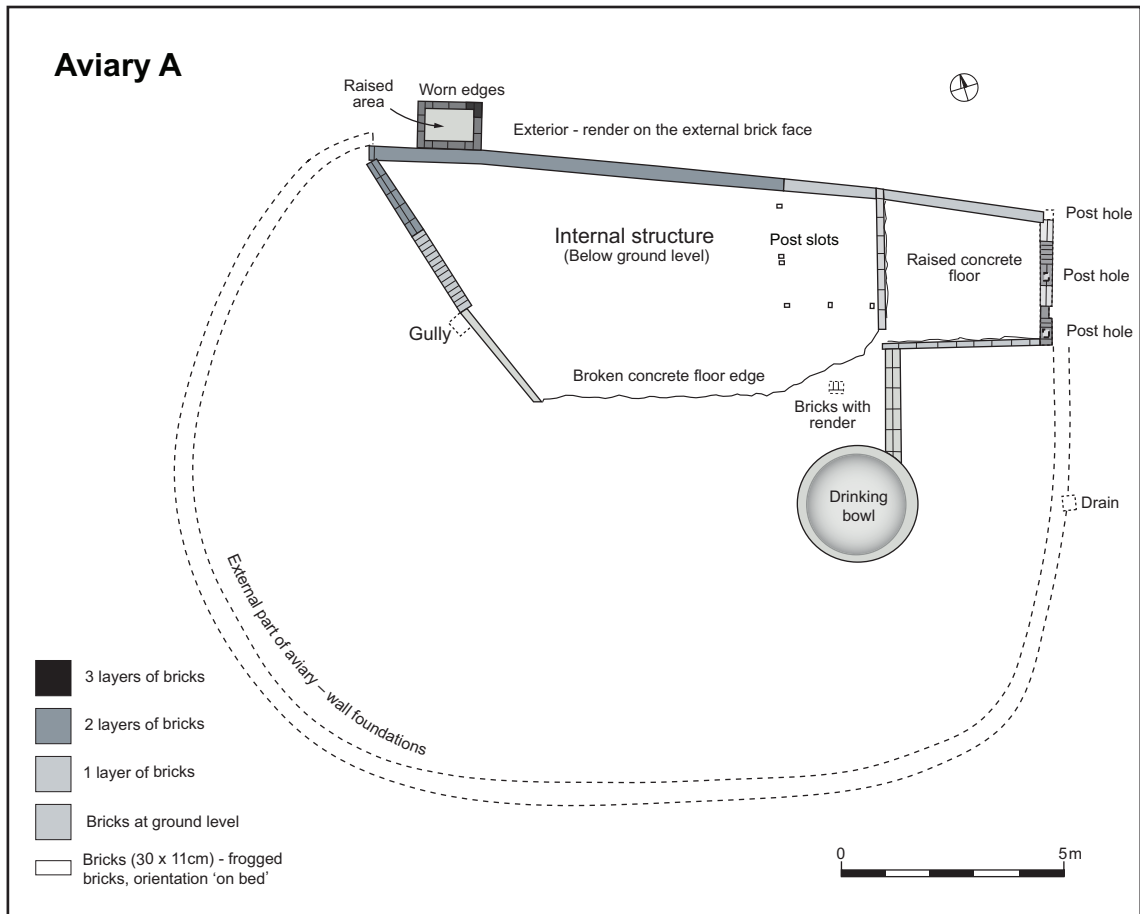 Aviary A
Raised
area
Worn edges
Exterior - render on the external brick face
Post hole
Internal structure
(Below ground level)
Post slots
Raised concrete
floor
Post hole
Gully
Post hole
Broken concrete floor edge
Bricks with
render
Drinking
bowl
Drain
External part of aviary – wall foundations
3 layers of bricks
2 layers of bricks
1 layer of bricks
Bricks at ground level
Bricks (30 x 11cm) - frogged
bricks, orientation ‘on bed’
0 5m